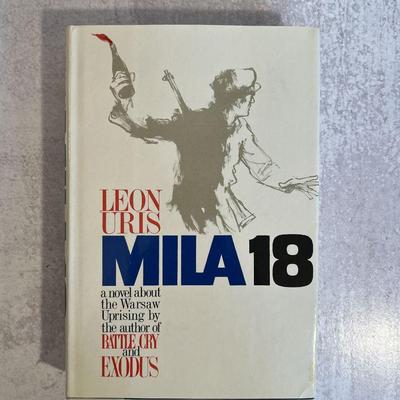 LEON
URIS
MILA 18
a novel about
the Warsaw
Uprising by
the author of
BATTLE CRY
and
EXODUS